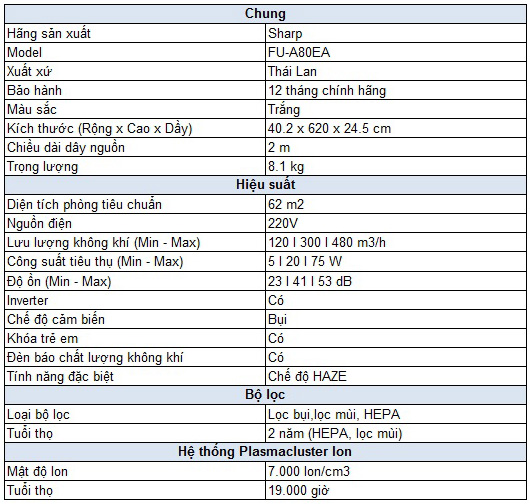 Chung
Hãng sản xuất Sharp
Model FU-A80EA
Xuất xứ Thái Lan
Bảo hành 12 tháng chính hãng
Màu sắc Trắng
Kích thước (Rộng x Cao x Dầy) 40.2 x 620 x 24.5 cm
Chiều dài dây nguồn 2 m
Trọng lượng 8.1 kg
Hiệu suất
Diện tích phòng tiêu chuẩn 62 m2
Nguồn điện 220V
Lưu lượng không khí (Min - Max) 120 l 300 l 480 m3/h
Công suất tiêu thụ (Min - Max) 5 l 20 l 75 W
Độ ồn (Min - Max) 23 l 41 l 53 dB
Inverter Có
Chế độ cảm biến Bụi
Khóa trẻ em Có
Đèn báo chất lượng không khí Có
Tính năng đặc biệt Chế độ HAZE
Bộ lọc
Loại bộ lọc Lọc bụi,lọc mùi, HEPA
Tuổi thọ 2 năm (HEPA, lọc mùi)
Hệ thống Plasmacluster Ion
Mật độ Ion 7.000 Ion/cm3
Tuổi thọ 19.000 giờ